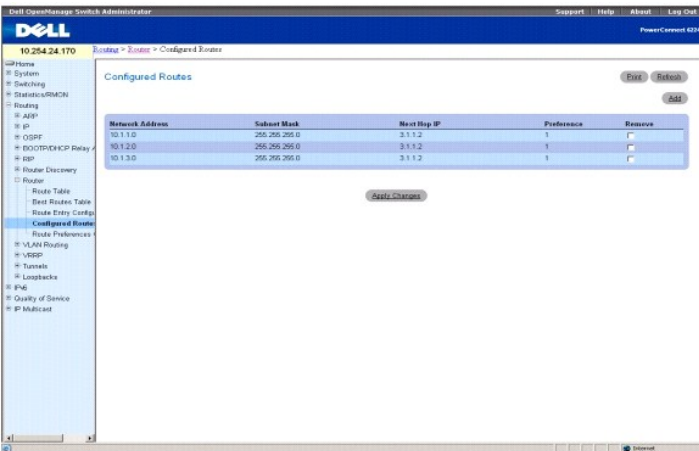 Dell OpenManage Switch Administrator Support Help About Log Out
DELL
PowerConnect 6224
10.254.24.170 Routing > Router > Configured Routes
Home
System
Switching
Statistics/RMON
Routing
ARP
IP
OSPF
BOOTP/DHCP Relay
RIP
Router Discovery
Router
Route Table
Best Routes Table
Route Entry Configu
Configured Route
Route Preferences
VLAN Routing
VRRP
Tunnels
Loopbacks
IPv6
Quality of Service
IP Multicast
Configured Routes
Print Refresh
Add
Network Address Subnet Mask Next Hop IP Preference Remove
10.1.1.0 255.255.255.0 3.1.1.2 1
10.1.2.0 255.255.255.0 3.1.1.2 1
10.1.3.0 255.255.255.0 3.1.1.2 1
Apply Changes
Internet